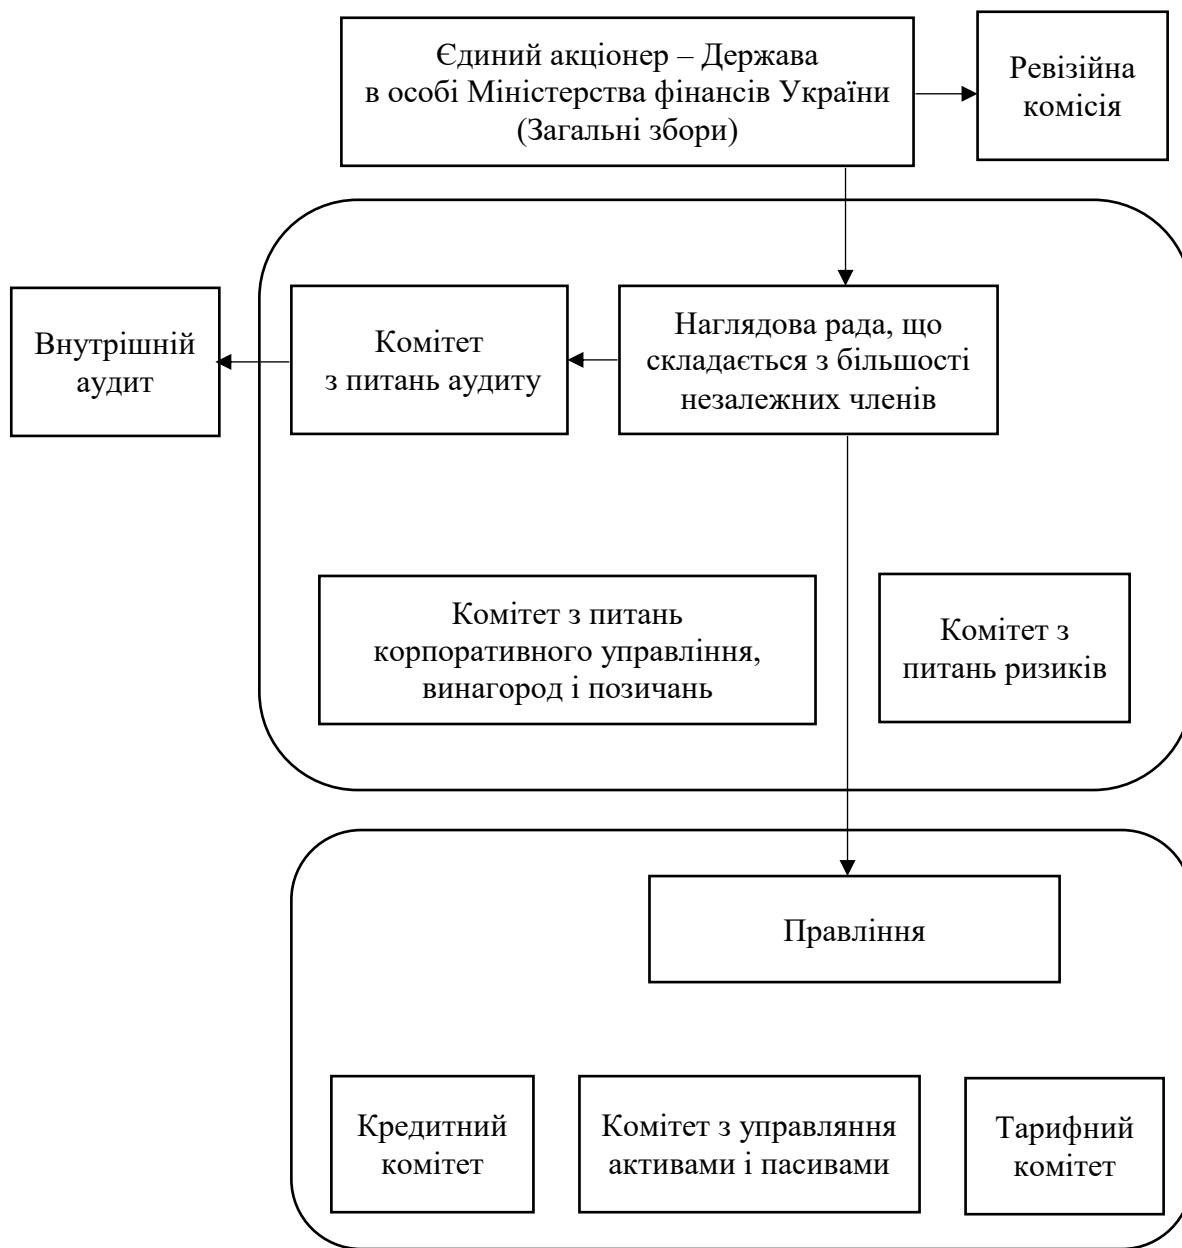 Єдиний акціонер – Держава
в особі Міністерства фінансів України
(Загальні збори)
Ревізійна
комісія
Внутрішній
аудит
Комітет
з питань аудиту
Наглядова рада, що
складається з більшості
незалежних членів
Комітет з питань
корпоративного управління,
винагород і позичань
Комітет з
питань ризиків
Правління
Кредитний
комітет
Комітет з управляння
активами і пасивами
Тарифний
комітет